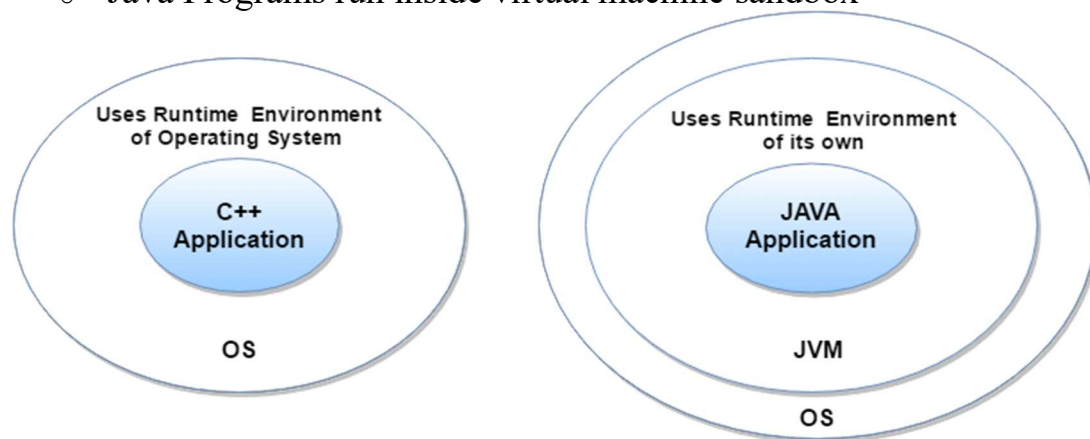 Java Programs run inside virtual machine sandbox
Uses Runtime Environment
of Operating System
C++
Application
OS
Uses Runtime Environment
of its own
JAVA
Application
JVM
OS